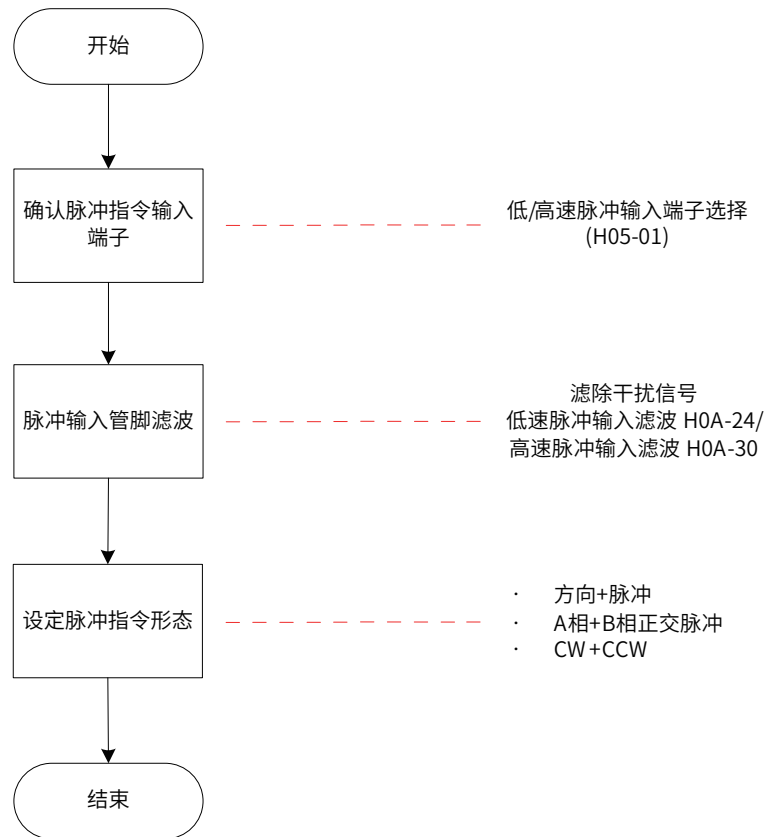 开始
确认脉冲指令输入
端子
低/高速脉冲输入端子选择
(H05-01)
脉冲输入管脚滤波
滤除干扰信号
低速脉冲输入滤波 H0A-24/
高速脉冲输入滤波 H0A-30
设定脉冲指令形态
· 方向+脉冲
· A相+B相正交脉冲
· CW+CCW
结束